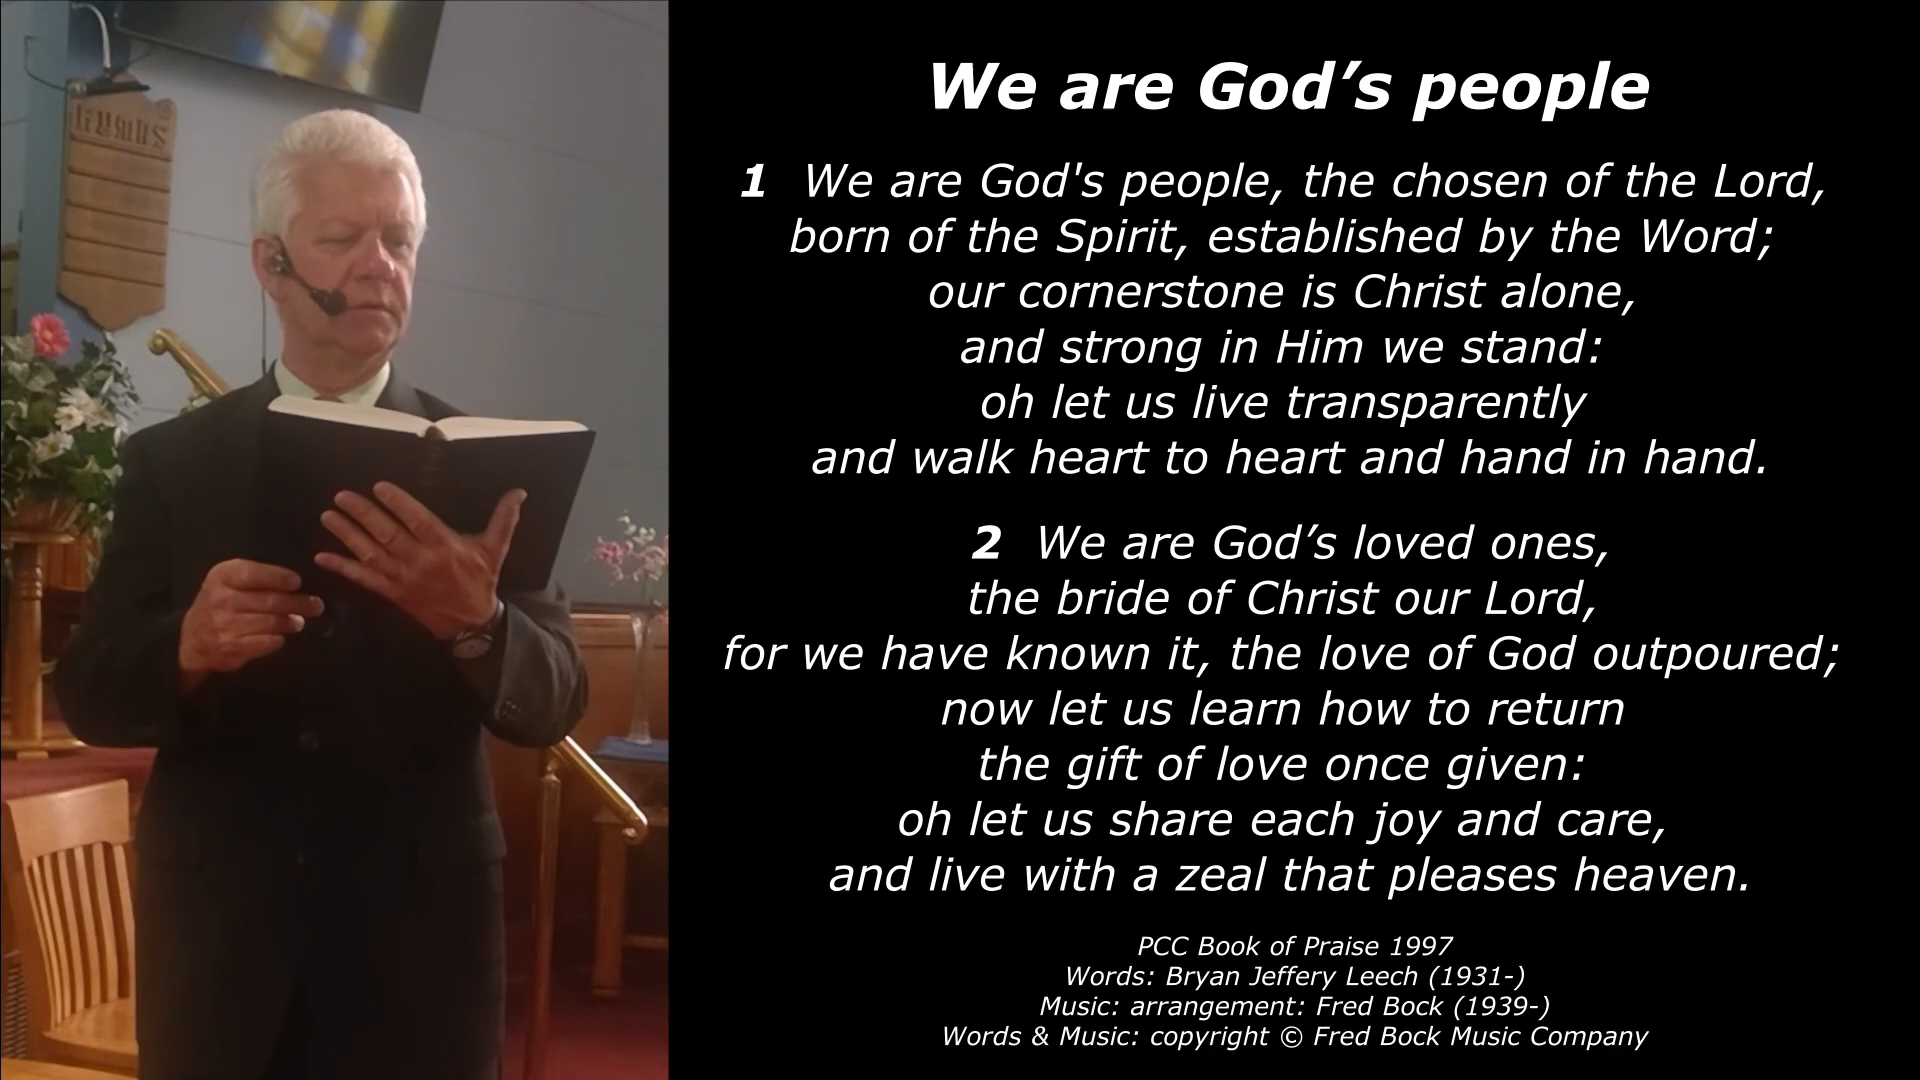 Hymns
We are God’s people
1 We are God's people, the chosen of the Lord,
born of the Spirit, established by the Word;
our cornerstone is Christ alone,
and strong in Him we stand:
oh let us live transparently
and walk heart to heart and hand in hand.
2 We are God’s loved ones,
the bride of Christ our Lord,
for we have known it, the love of God outpoured;
now let us learn how to return
the gift of love once given:
oh let us share each joy and care,
and live with a zeal that pleases heaven.
PCC Book of Praise 1997
Words: Bryan Jeffery Leech (1931-)
Music: arrangement: Fred Bock (1939-)
Words & Music: copyright © Fred Bock Music Company